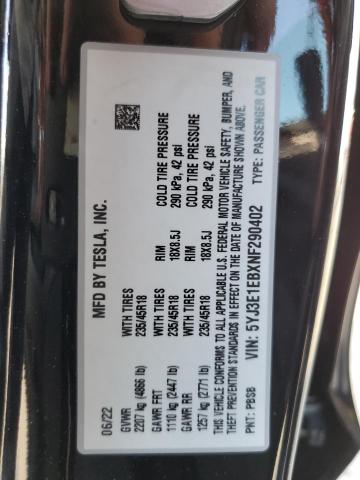 MFD BY TESLA, INC.
06/22
GVWR
2207 kg (4866 lb)
GAWR FRT WITH TIRES RIM COLD TIRE PRESSURE
1110 kg (2447 lb) 235/45R18 18X8.5J 290 kPa, 42 psi
GAWR RR WITH TIRES RIM COLD TIRE PRESSURE
1257 kg (2771 lb) 235/45R18 18X8.5J 290 kPa, 42 psi
THIS VEHICLE CONFORMS TO ALL APPLICABLE U.S. FEDERAL MOTOR VEHICLE SAFETY, BUMPER, AND
THEFT PREVENTION STANDARDS IN EFFECT ON THE DATE OF MANUFACTURE SHOWN ABOVE.
VIN: 5YJ3E1EBXNF290402 TYPE: PASSENGER CAR
PNT: PBSB